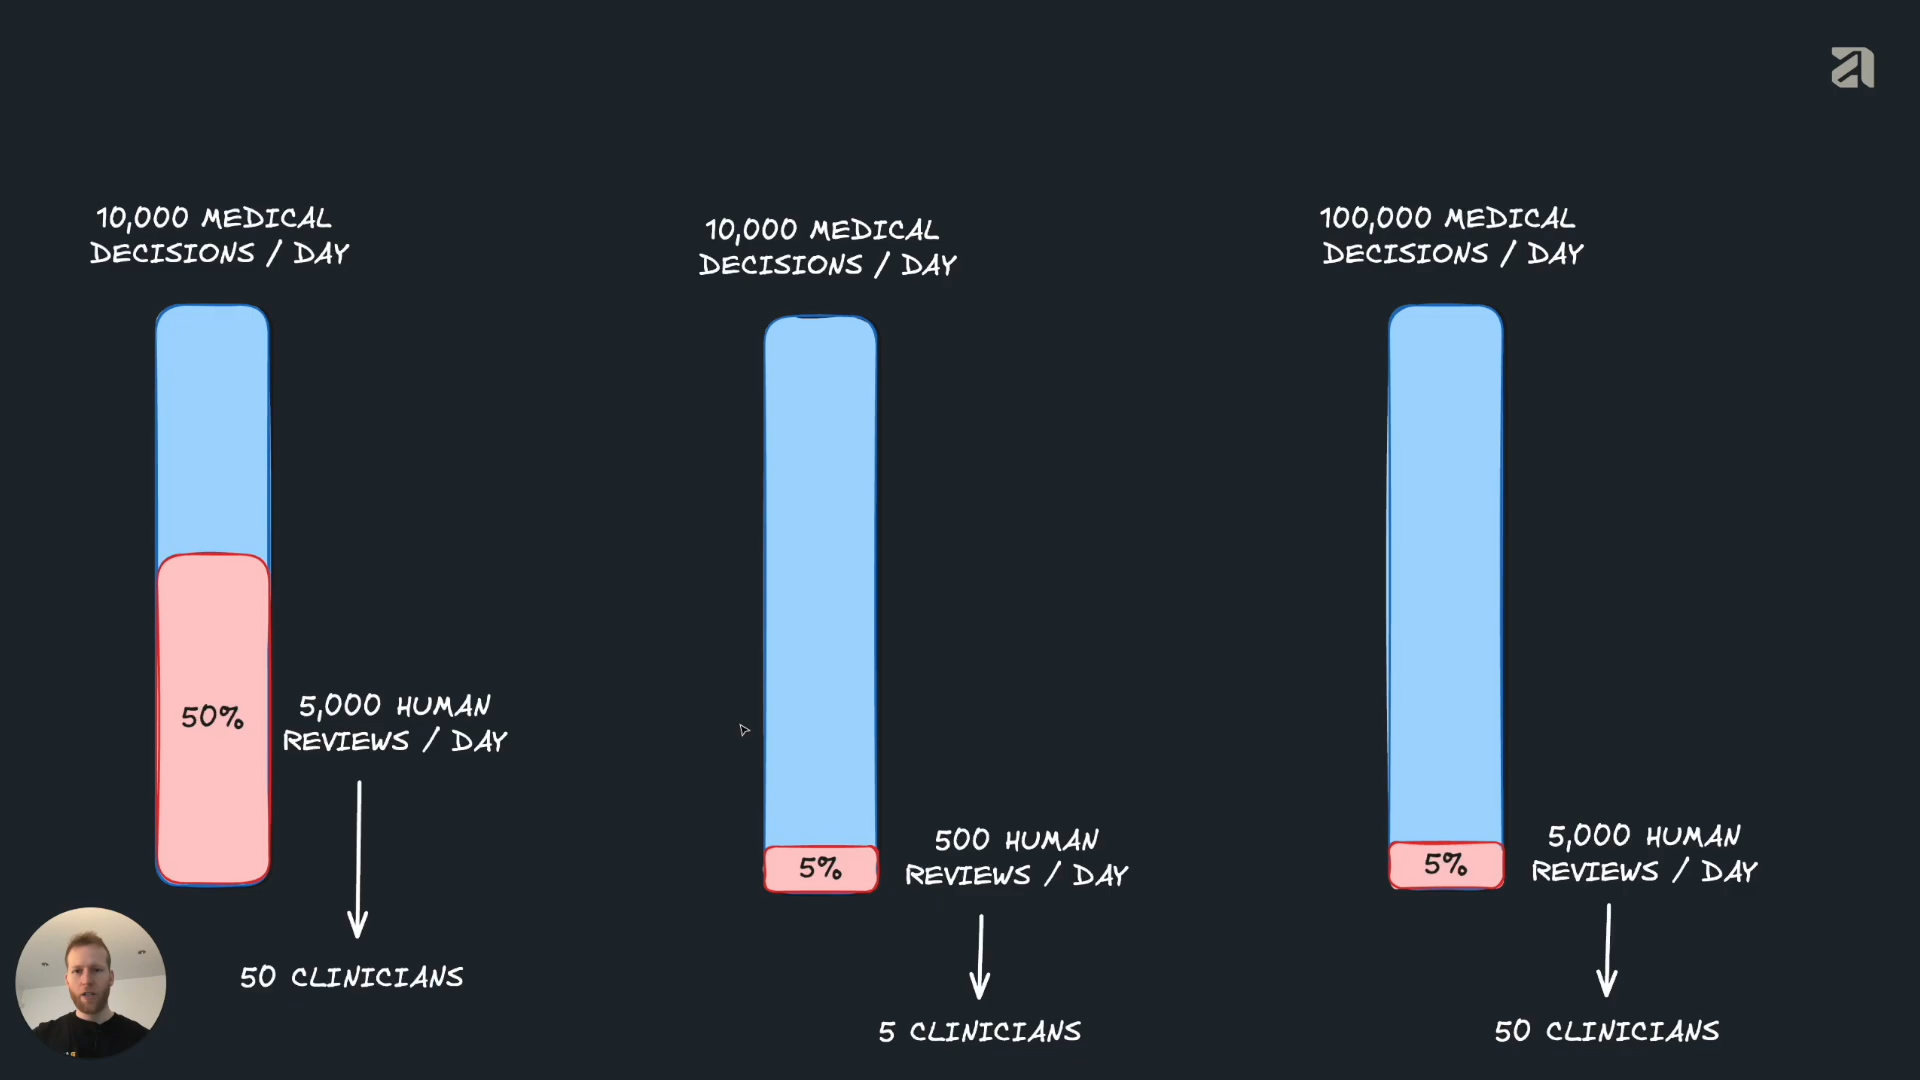 10,000 MEDICAL
DECISIONS / DAY
50%
5,000 HUMAN
REVIEWS / DAY
50 CLINICIANS
10,000 MEDICAL
DECISIONS / DAY
5%
500 HUMAN
REVIEWS / DAY
5 CLINICIANS
100,000 MEDICAL
DECISIONS / DAY
5%
5,000 HUMAN
REVIEWS / DAY
50 CLINICIANS